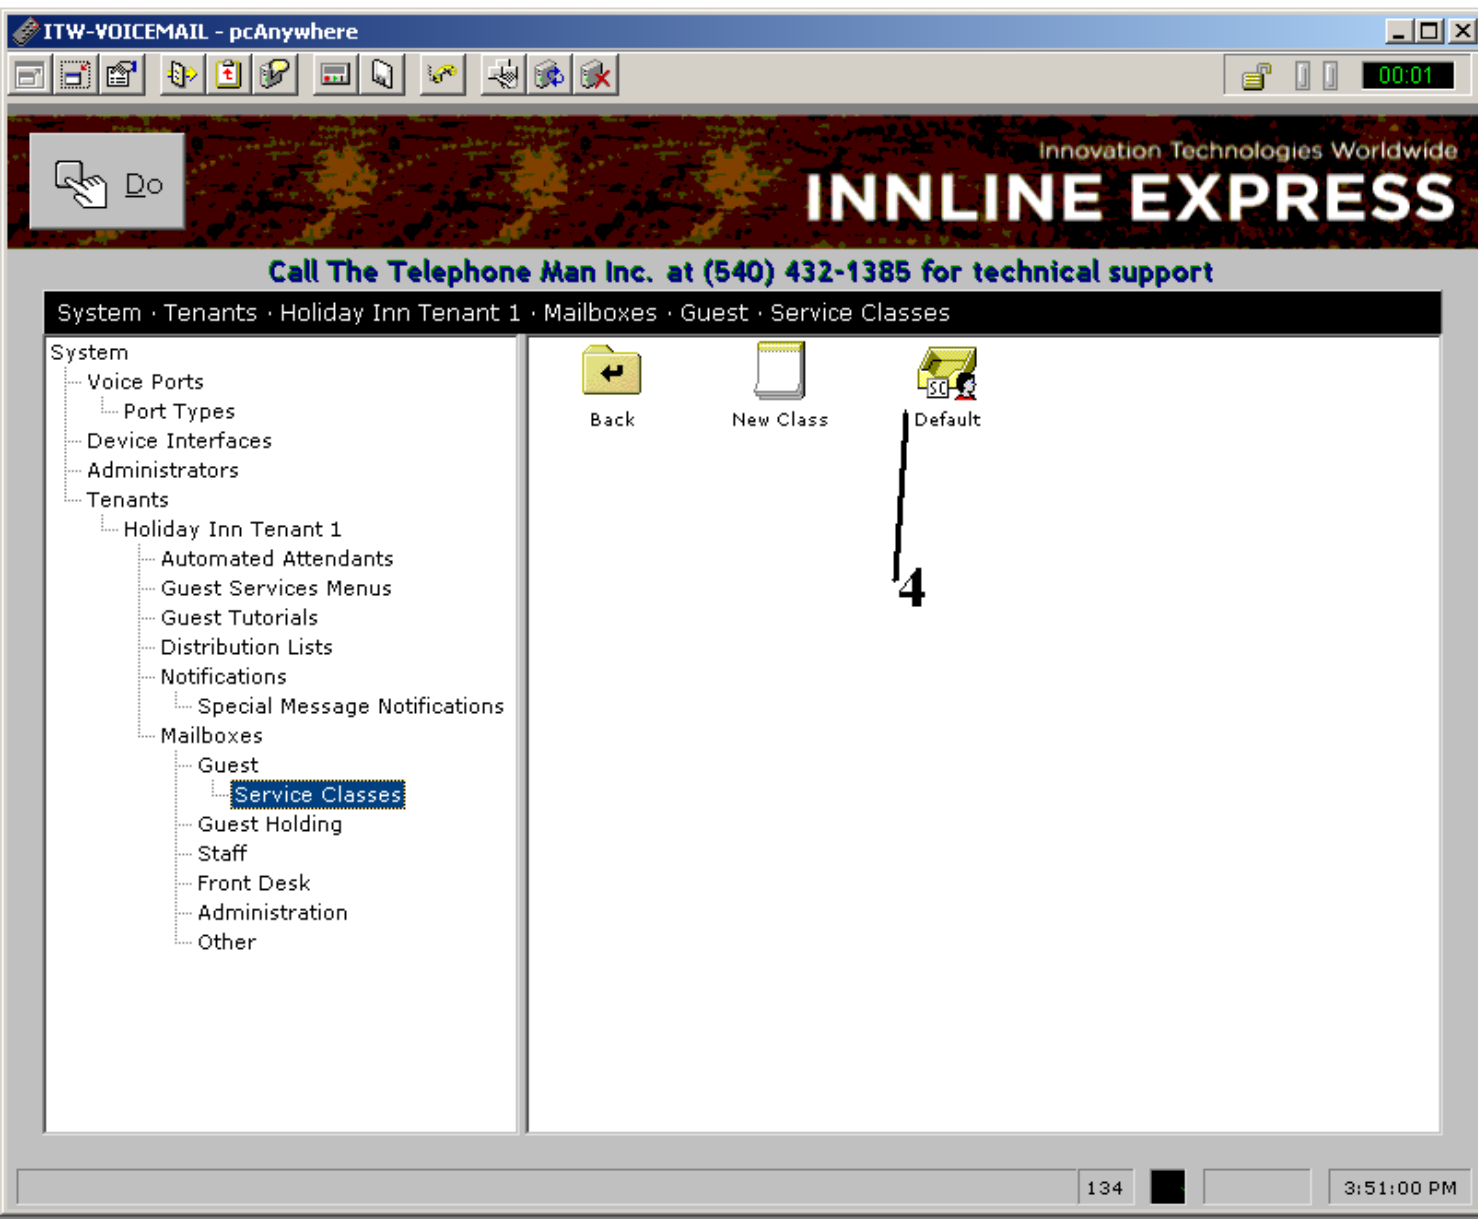 ITW-VOICEMAIL - pcAnywhere
00:01
Do
Innovation Technologies Worldwide
INNLINE EXPRESS
Call The Telephone Man Inc. at (540) 432-1385 for technical support
System · Tenants · Holiday Inn Tenant 1 · Mailboxes · Guest · Service Classes
System
Voice Ports
Port Types
Device Interfaces
Administrators
Tenants
Holiday Inn Tenant 1
Automated Attendants
Guest Services Menus
Guest Tutorials
Distribution Lists
Notifications
Special Message Notifications
Mailboxes
Guest
Service Classes
Guest Holding
Staff
Front Desk
Administration
Other
SC
Back
New Class
Default
4
134
3:51:00 PM